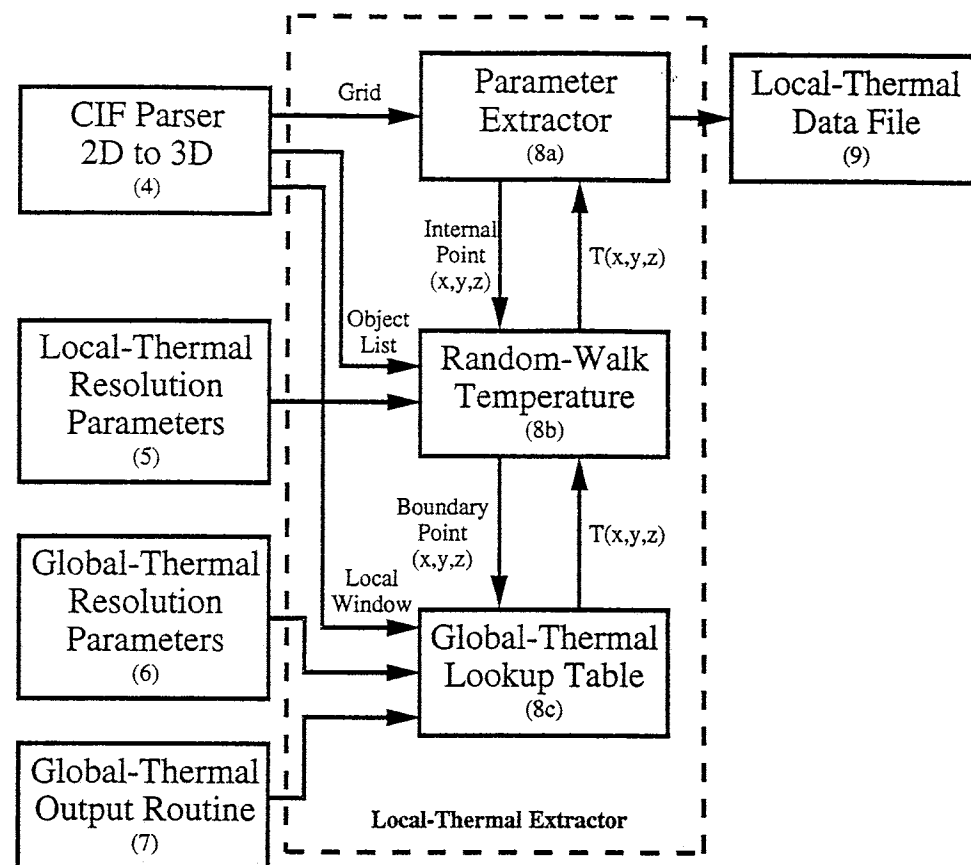 CIF Parser
2D to 3D
(4)
Grid
Parameter
Extractor
(8a)
Local-Thermal
Data File
(9)
Internal
Point
(x,y,z)
T(x,y,z)
Object
List
Local-Thermal
Resolution
Parameters
(5)
Random-Walk
Temperature
(8b)
Boundary
Point
(x,y,z)
T(x,y,z)
Global-Thermal
Resolution
Parameters
(6)
Local
Window
Global-Thermal
Lookup Table
(8c)
Global-Thermal
Output Routine
(7)
Local-Thermal Extractor